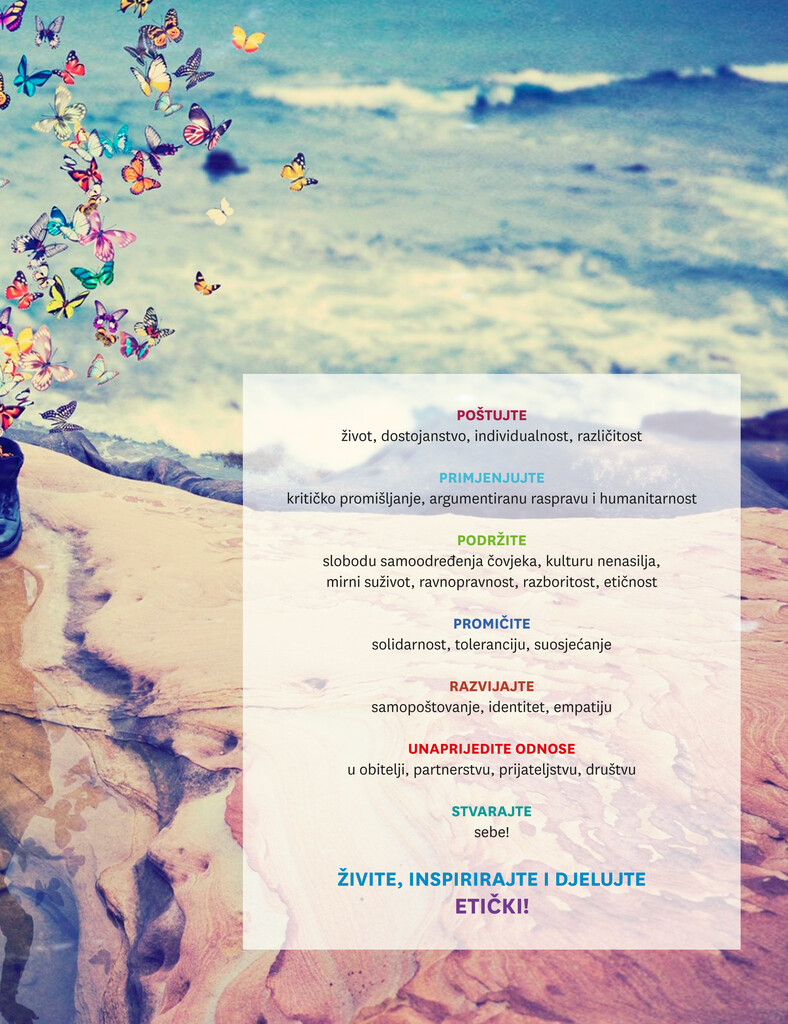 POŠTUJTE
život, dostojanstvo, individualnost, različitost
PRIMJENJUJTE
kritičko promišljanje, argumentiranu raspravu i humanitarnost
PODRŽITE
slobodu samoodređenja čovjeka, kulturu nenasilja,
mirni suživot, ravnopravnost, razboritost, etičnost
PROMIČITE
solidarnost, toleranciju, suosjećanje
RAZVIJAJTE
samopoštovanje, identitet, empatiju
UNAPRIJEDITE ODNOSE
u obitelji, partnerstvu, prijateljstvu, društvu
STVARAJTE
sebe!
ŽIVITE, INSPIRIRAJTE I DJELUJTE
ETIČKI!